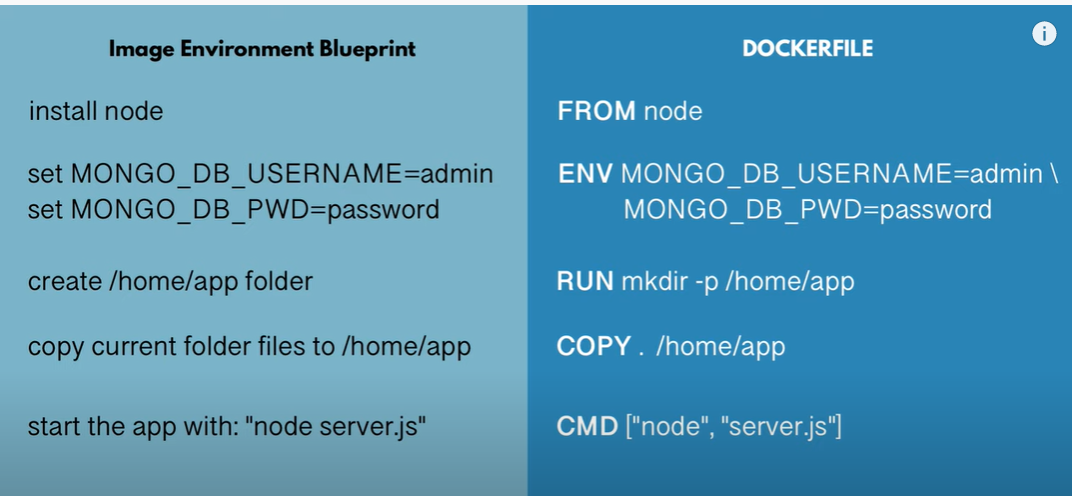 Image Environment Blueprint
install node
set MONGO_DB_USERNAME=admin
set MONGO_DB_PWD=password
create /home/app folder
copy current folder files to /home/app
start the app with: "node server.js"
DOCKERFILE
i
FROM node
ENV MONGO_DB_USERNAME=admin \
MONGO_DB_PWD=password
RUN mkdir -p /home/app
COPY . /home/app
CMD ["node", "server.js"]